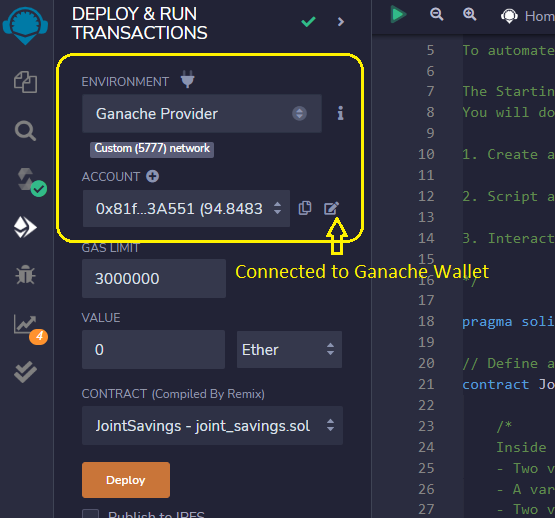 DEPLOY & RUN
TRANSACTIONS
ENVIRONMENT
Ganache Provider
Custom (5777) network
ACCOUNT
0x81f...3A551 (94.8483
GAS LIMIT
3000000
Connected to Ganache Wallet
VALUE
0
Ether
CONTRACT (Compiled By Remix)
JointSavings - joint_savings.sol
Deploy
Publish to IPFS
4
Hom
5 To automate
6
7 The Startin
8 You will do
9
10 1. Create a
11
12 2. Script a
13
14 3. Interact
15
16 */
17
18 pragma soli
19
20 // Define a
21 contract Jo
22
23 /*
24 Inside
25 - Two v
26 - A var
27 - Two v